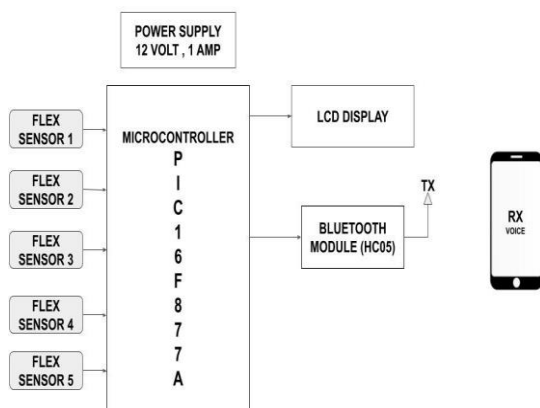 POWER SUPPLY
12 VOLT , 1 AMP
FLEX
SENSOR 1
FLEX
SENSOR 2
FLEX
SENSOR 3
FLEX
SENSOR 4
FLEX
SENSOR 5
MICROCONTROLLER
P
I
C
1
6
F
8
7
7
A
LCD DISPLAY
BLUETOOTH
MODULE (HC05)
TX
RX
VOICE